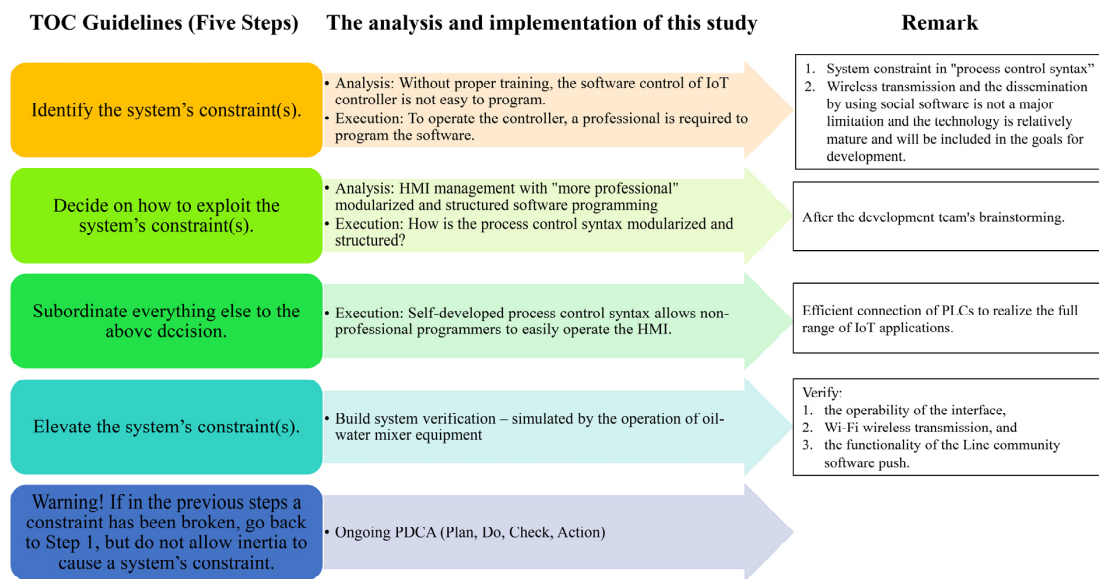 TOC Guidelines (Five Steps)
The analysis and implementation of this study
Remark
Identify the system's constraint(s).
• Analysis: Without proper training, the software control of IoT
controller is not easy to program.
• Execution: To operate the controller, a professional is required to
program the software.
1. System constraint in "process control syntax"
2. Wireless transmission and the dissemination
by using social software is not a major
limitation and the technology is relatively
mature and will be included in the goals for
development.
Decide on how to exploit the
system's constraint(s).
• Analysis: HMI management with "more professional"
modularized and structured software programming
• Execution: How is the process control syntax modularized and
structured?
After the development team's brainstorming.
Subordinate everything else to the
above decision.
• Execution: Self-developed process control syntax allows non-
professional programmers to easily operate the HMI.
Efficient connection of PLCs to realize the full
range of IoT applications.
Elevate the system's constraint(s).
• Build system verification – simulated by the operation of oil-
water mixer equipment
Verify:
1. the operability of the interface,
2. Wi-Fi wireless transmission, and
3. the functionality of the Line community
software push.
Warning! If in the previous steps a
constraint has been broken, go back
to Step 1, but do not allow inertia to
cause a system's constraint.
• Ongoing PDCA (Plan, Do, Check, Action)